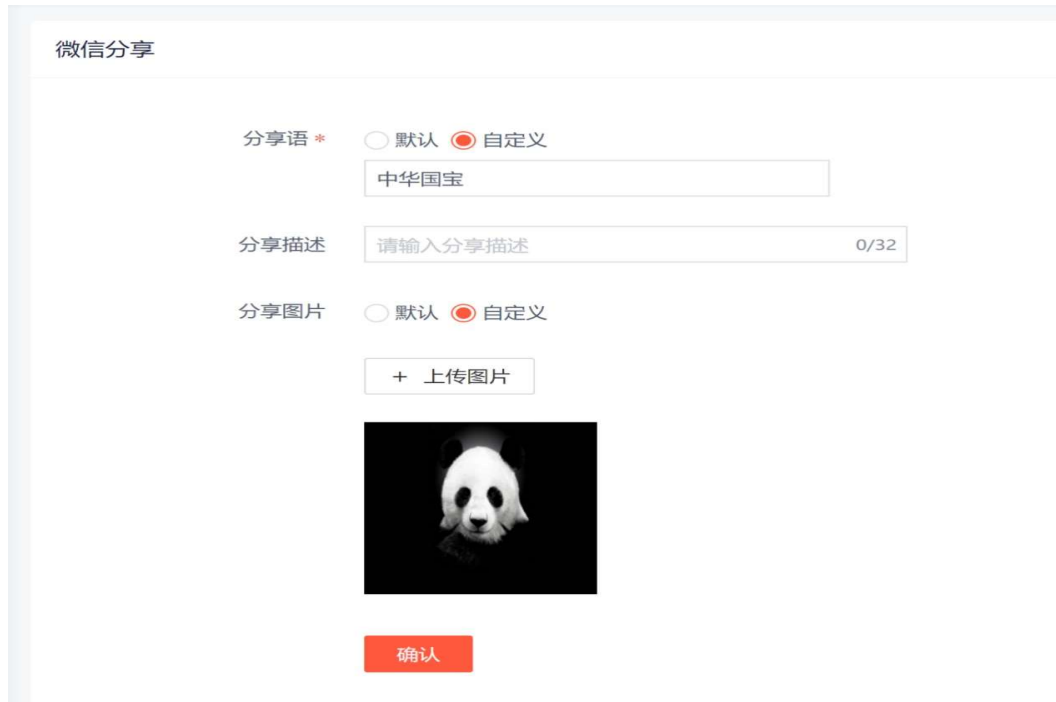 微信分享
分享语 * 默认 自定义
中华国宝
分享描述 请输入分享描述 0/32
分享图片 默认 自定义
+ 上传图片
确认